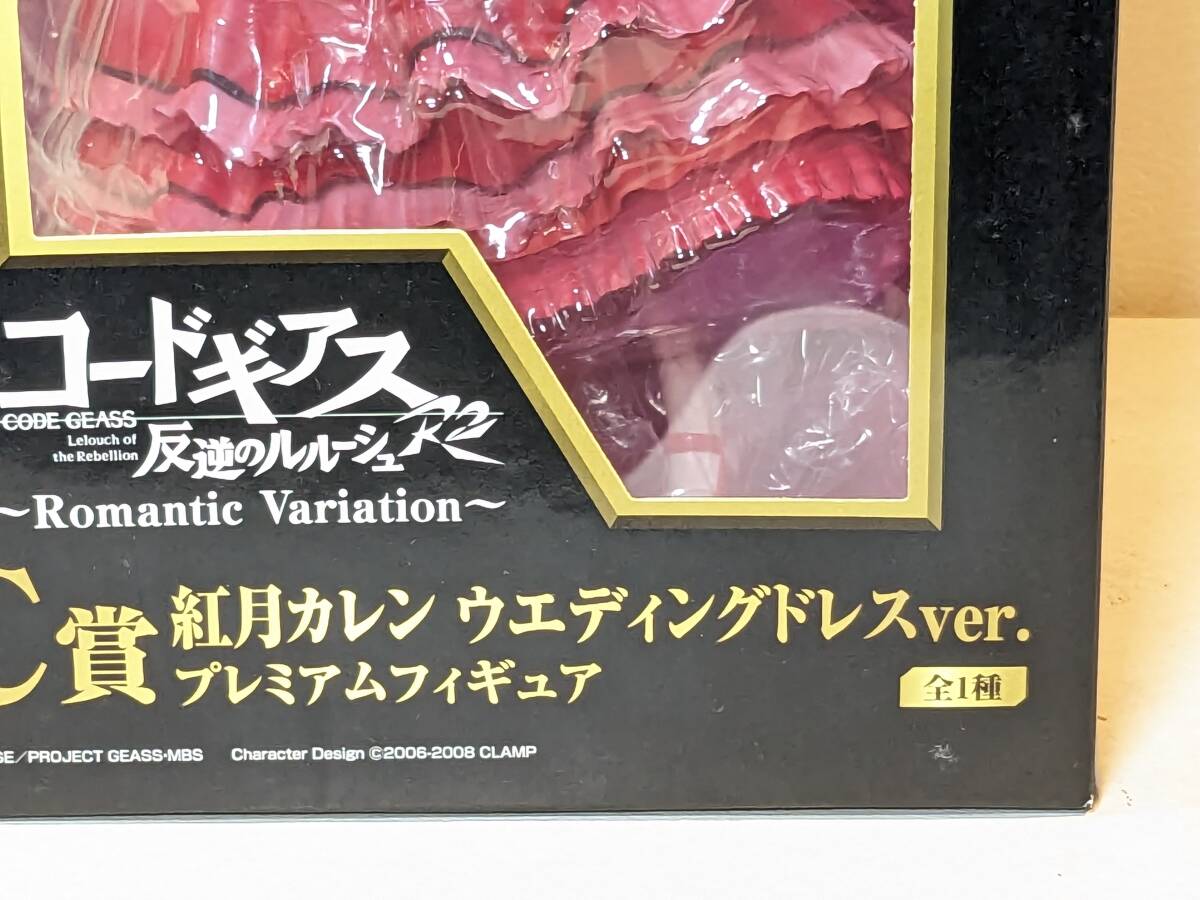 コードギアス
CODE GEASS
Lelouch of
the Rebellion
反逆のルルーシュR2
～Romantic Variation～
C賞 紅月カレン ウエディングドレスver.
プレミアムフィギュア
全1種
/PROJECT GEASS・MBS Character Design ©2006-2008 CLAMP